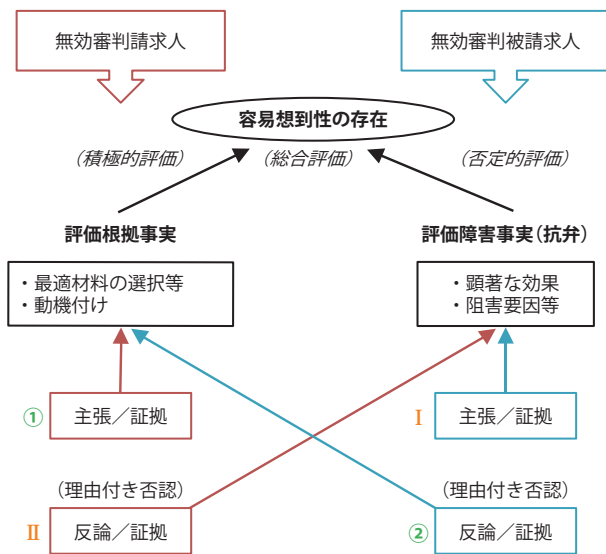 無効審判請求人
無効審判被請求人
容易想到性の存在
(積極的評価)
(総合評価)
(否定的評価)
評価根拠事実
評価障害事実(抗弁)
・最適材料の選択等
・動機付け
・顕著な効果
・阻害要因等
① 主張／証拠
Ⅰ 主張／証拠
(理由付き否認)
(理由付き否認)
Ⅱ 反論／証拠
② 反論／証拠